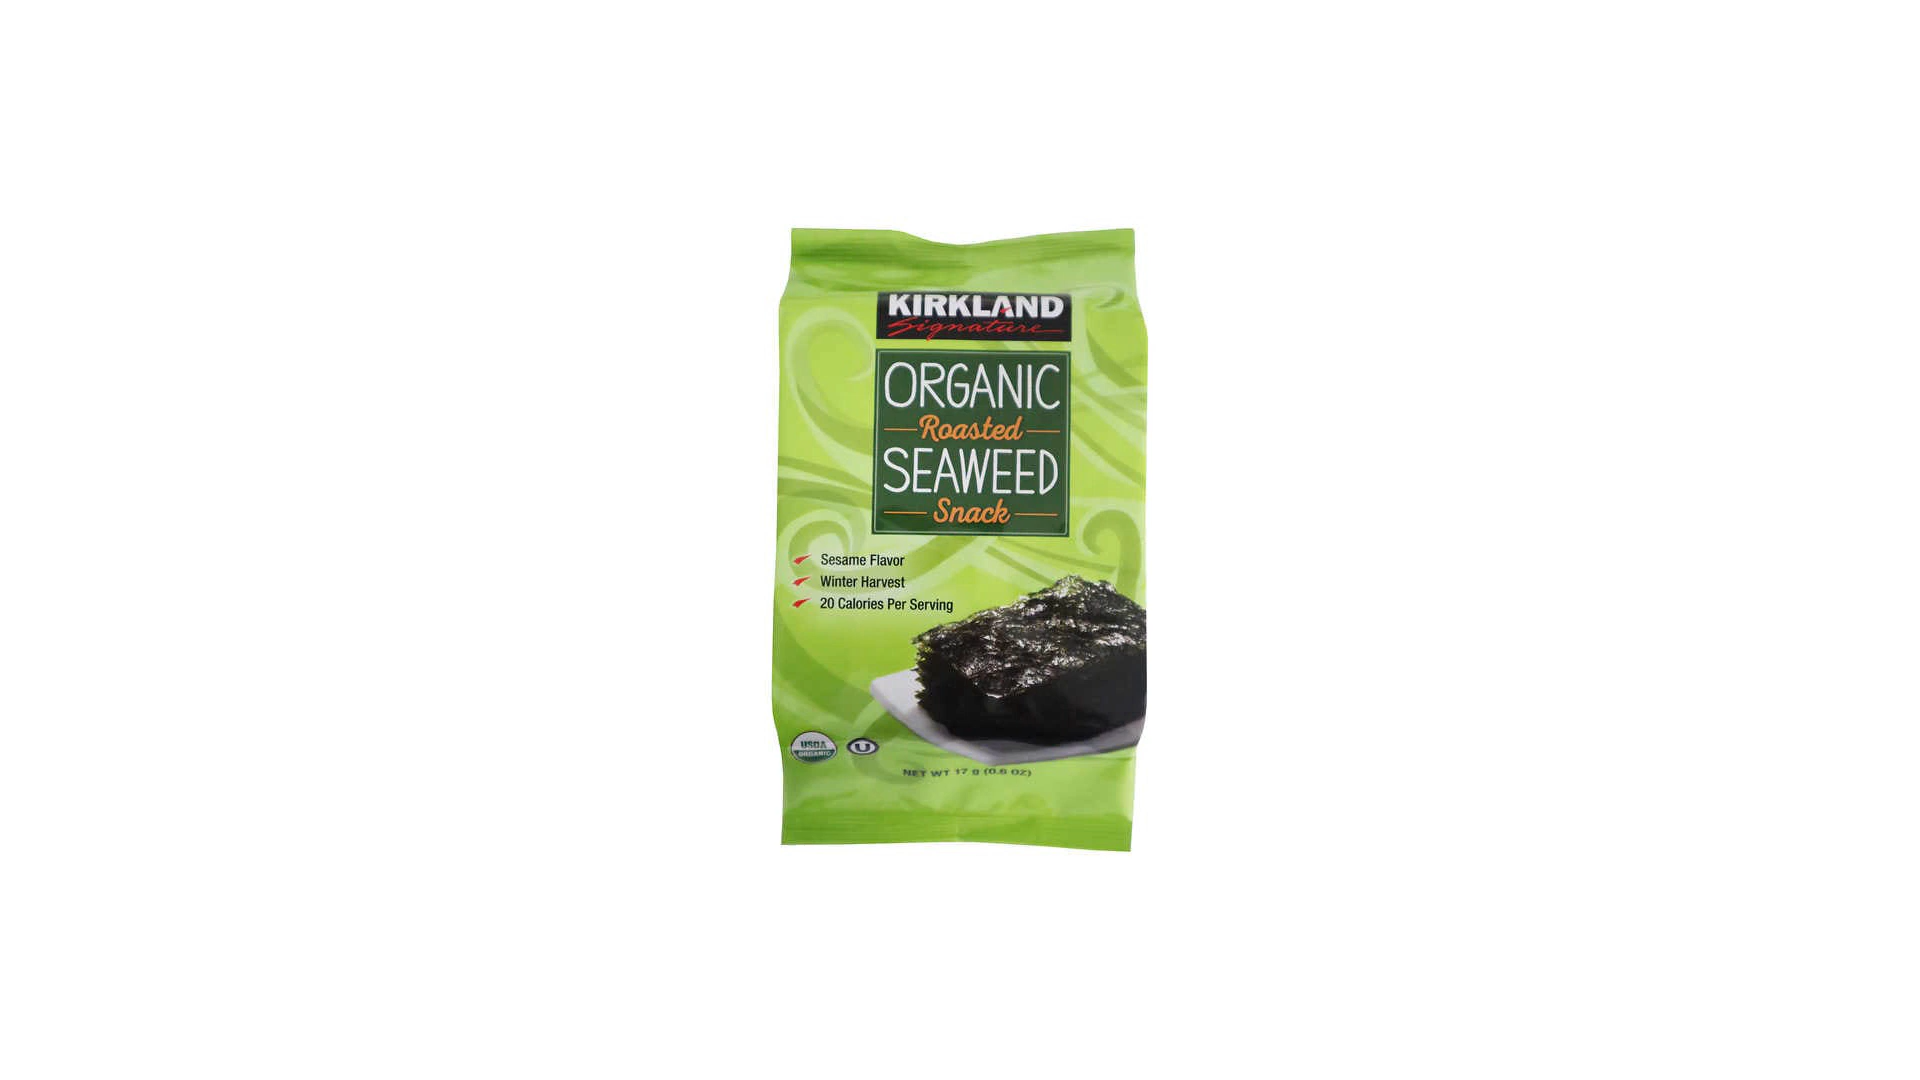 KIRKLAND
Signature
ORGANIC
Roasted
SEAWEED
Snack
Sesame Flavor
Winter Harvest
20 Calories Per Serving
USDA
ORGANIC
U
NET WT 17 g (0.6 OZ)